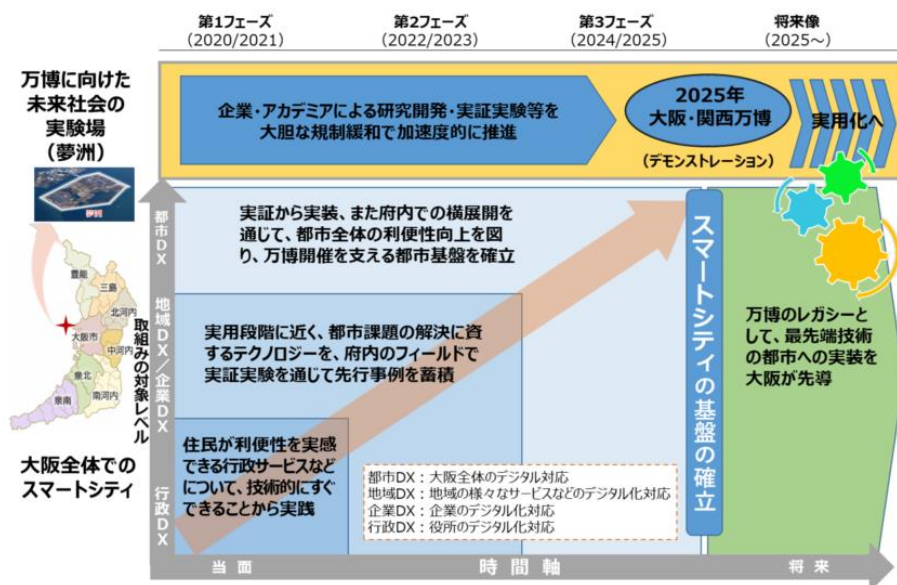 第1フェーズ
(2020/2021)
第2フェーズ
(2022/2023)
第3フェーズ
(2024/2025)
将来像
(2025～)
万博に向けた
未来社会の
実験場
(夢洲)
夢洲
企業・アカデミアによる研究開発・実証実験等を
大胆な規制緩和で加速度的に推進
2025年
大阪・関西万博
(デモンストレーション)
実用化へ
都市DX
地域DX／企業DX
行政DX
取組みの対象レベル
実証から実装、また府内での横展開を
通じて、都市全体の利便性向上を図
り、万博開催を支える都市基盤を確立
実用段階に近く、都市課題の解決に資
するテクノロジーを、府内のフィールドで
実証実験を通じて先行事例を蓄積
住民が利便性を実感
できる行政サービスなど
について、技術的にすぐ
できることから実践
都市DX：大阪全体のデジタル対応
地域DX：地域の様々なサービスなどのデジタル化対応
企業DX：企業のデジタル化対応
行政DX：役所のデジタル化対応
スマートシティの基盤の確立
万博のレガシーと
して、最先端技術
の都市への実装を
大阪が先導
豊能
三島
北河内
大阪市
中河内
泉北
南河内
泉南
大阪全体での
スマートシティ
当面
時間軸
将来